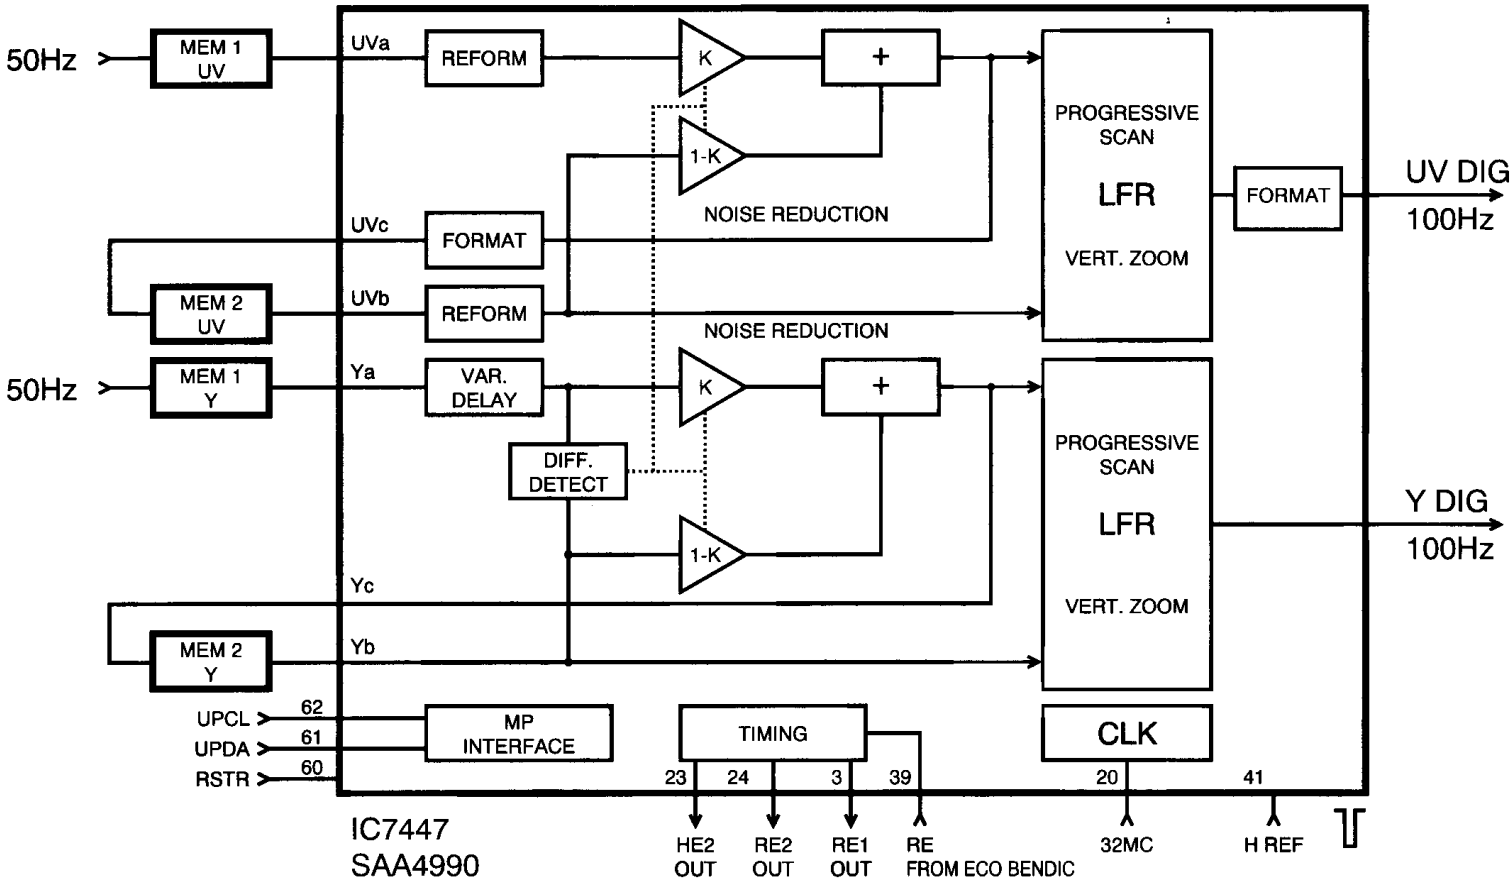 50Hz
MEM 1
UV
UVa
REFORM
K
+
1-K
NOISE REDUCTION
PROGRESSIVE
SCAN
LFR
VERT. ZOOM
FORMAT
UV DIG
100Hz
UVc
FORMAT
MEM 2
UV
UVb
REFORM
NOISE REDUCTION
50Hz
MEM 1
Y
Ya
VAR.
DELAY
K
+
DIFF.
DETECT
1-K
PROGRESSIVE
SCAN
LFR
VERT. ZOOM
Y DIG
100Hz
Yc
MEM 2
Y
Yb
UPCL
62
UPDA
61
RSTR
60
MP
INTERFACE
TIMING
CLK
23
24
3
39
20
41
HE2
OUT
RE2
OUT
RE1
OUT
RE
FROM ECO BENDIC
32MC
H REF
IC7447
SAA4990